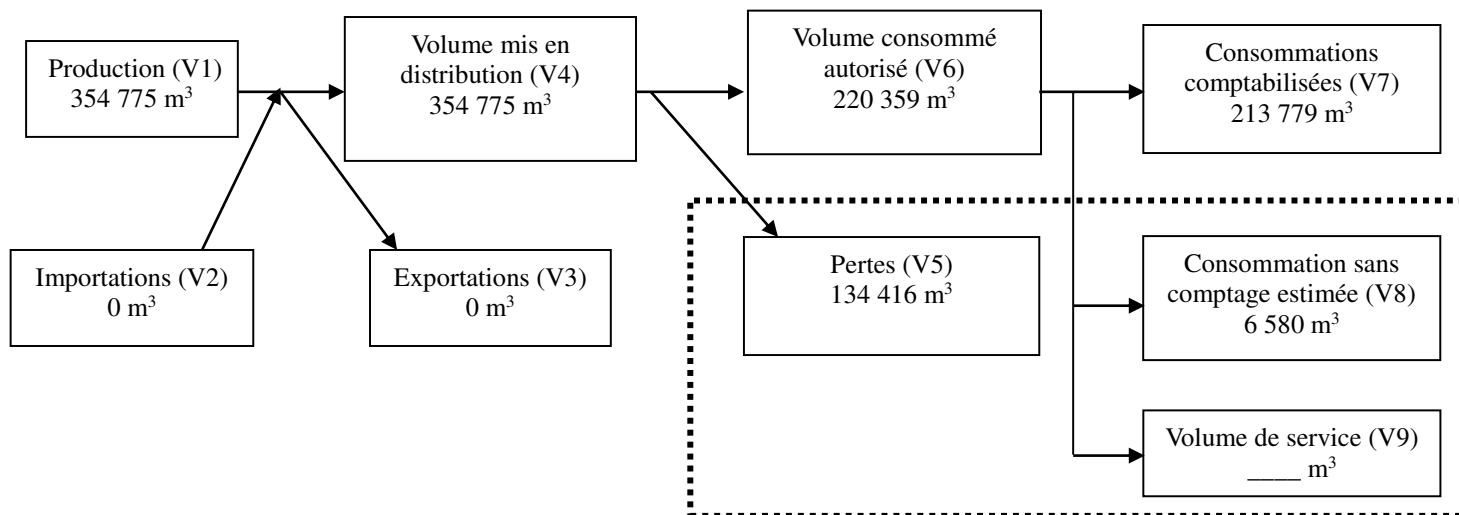 Production (V1)
354 775 m³
Volume mis en
distribution (V4)
354 775 m³
Volume consommé
autorisé (V6)
220 359 m³
Consommations
comptabilisées (V7)
213 779 m³
Importations (V2)
0 m³
Exportations (V3)
0 m³
Pertes (V5)
134 416 m³
Consommation sans
comptage estimée (V8)
6 580 m³
Volume de service (V9)
____ m³